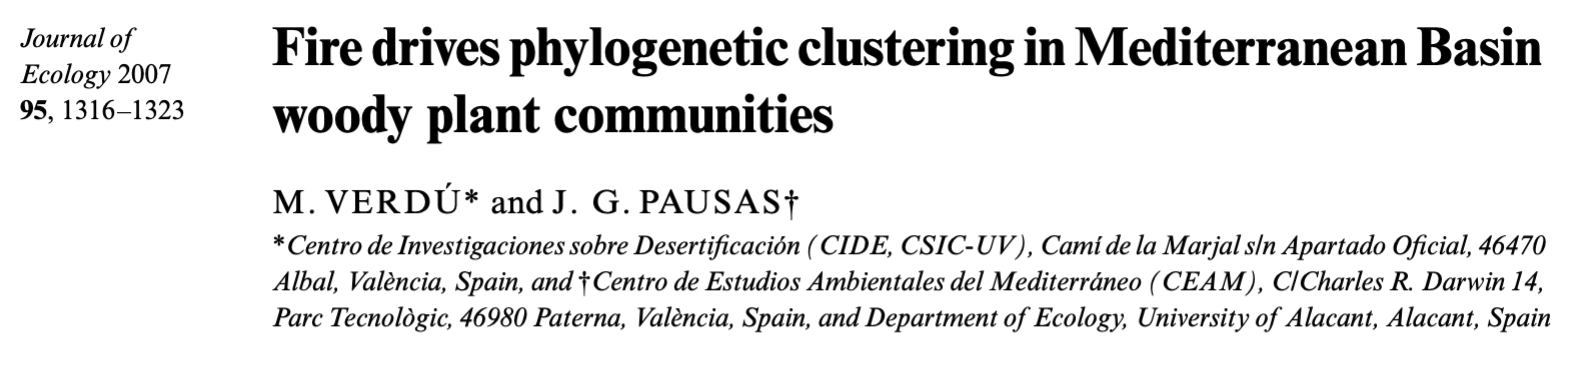 Journal of
Ecology 2007
95, 1316–1323
Fire drives phylogenetic clustering in Mediterranean Basin
woody plant communities
M. VERDÚ* and J. G. PAUSAS†
*Centro de Investigaciones sobre Desertificación (CIDE, CSIC-UV), Camí de la Marjal s/n Apartado Oficial, 46470
Albal, València, Spain, and †Centro de Estudios Ambientales del Mediterráneo (CEAM), C/Charles R. Darwin 14,
Parc Tecnològic, 46980 Paterna, València, Spain, and Department of Ecology, University of Alacant, Alacant, Spain